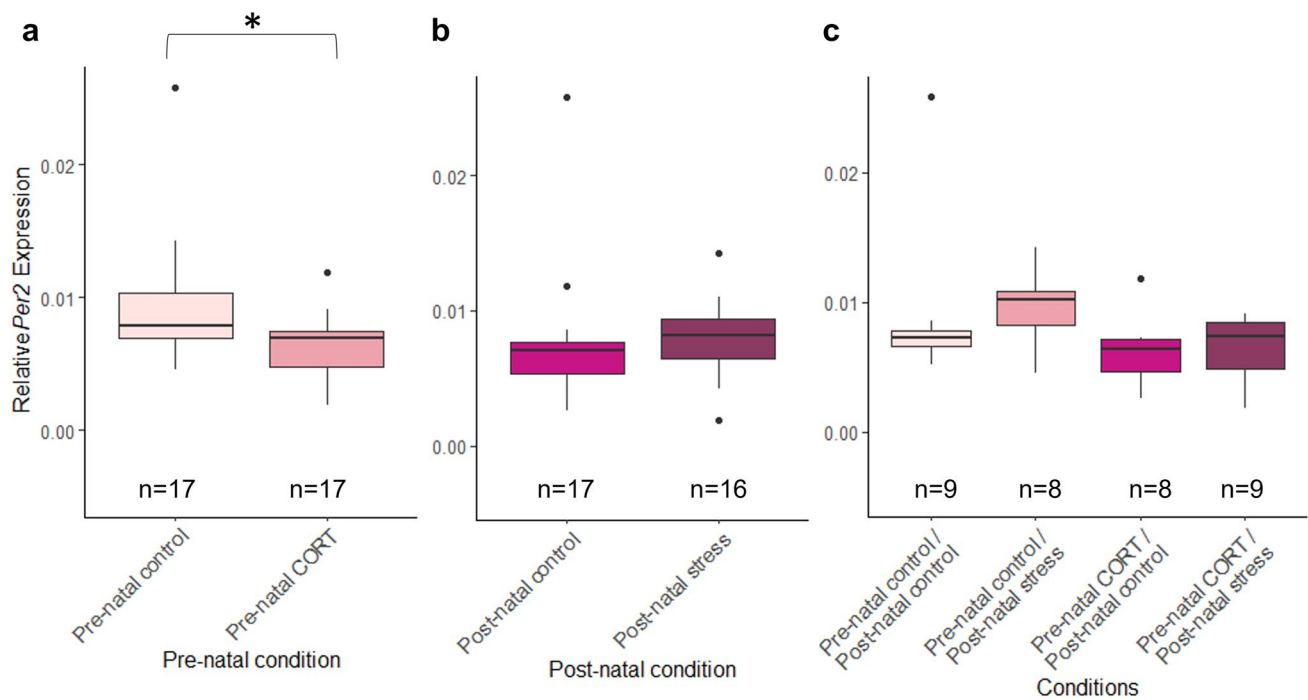 a
*
Relative Per2 Expression
0.02
0.01
0.00
n=17
n=17
Pre-natal control
Pre-natal CORT
Pre-natal condition
b
0.02
0.01
0.00
n=17
n=16
Post-natal control
Post-natal stress
Post-natal condition
c
0.02
0.01
0.00
n=9
n=8
n=8
n=9
Pre-natal control /
Post-natal control
Pre-natal control /
Post-natal stress
Pre-natal CORT /
Post-natal control
Pre-natal CORT /
Post-natal stress
Conditions